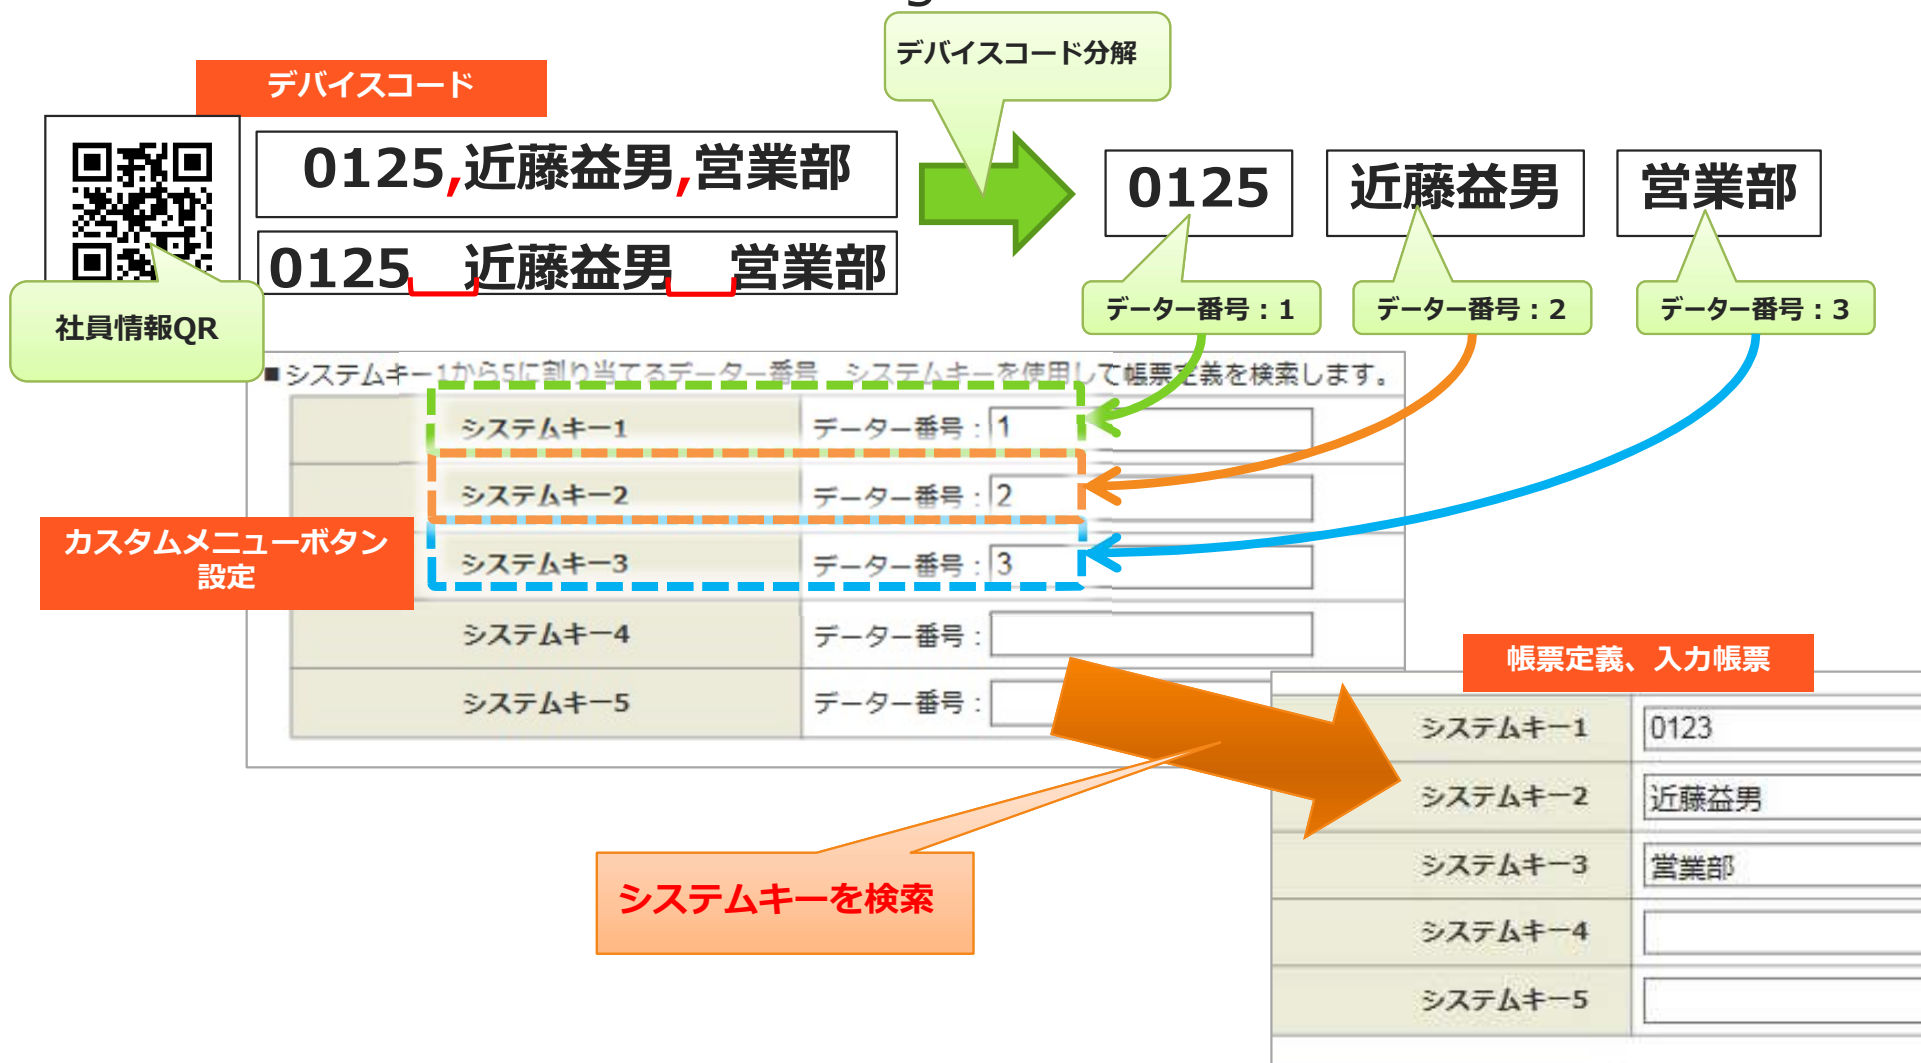 デバイスコード分解
デバイスコード
0125,近藤益男,営業部
0125　近藤益男　営業部
0125
近藤益男
営業部
社員情報QR
データー番号：1
データー番号：2
データー番号：3
■システムキー1から5に割り当てるデーター番号　システムキーを使用して帳票定義を検索します。
システムキー1 データー番号：1
システムキー2 データー番号：2
システムキー3 データー番号：3
システムキー4 データー番号：
システムキー5 データー番号：
カスタムメニューボタン
設定
帳票定義、入力帳票
システムキー1 0123
システムキー2 近藤益男
システムキー3 営業部
システムキー4
システムキー5
システムキーを検索